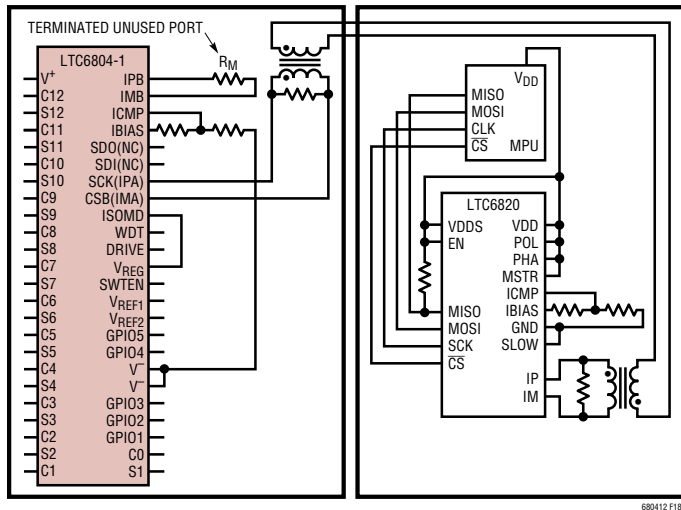 TERMINATED UNUSED PORT
RM
LTC6804-1
V+
C12
S12
C11
S11
C10
S10
C9
S9
C8
S8
C7
S7
C6
S6
C5
S5
C4
S4
C3
S3
C2
S2
C1
IPB
IMB
ICMP
IBIAS
SDO(NC)
SDI(NC)
SCK(IPA)
CSB(IMA)
ISOMD
WDT
DRIVE
VREG
SWTEN
VREF1
VREF2
GPIO5
GPIO4
V–
V–
GPIO3
GPIO2
GPIO1
C0
S1
VDD
MISO
MOSI
CLK
CS
MPU
LTC6820
VDDS
EN
MISO
MOSI
SCK
CS
VDD
POL
PHA
MSTR
ICMP
IBIAS
GND
SLOW
IP
IM
680412 F18